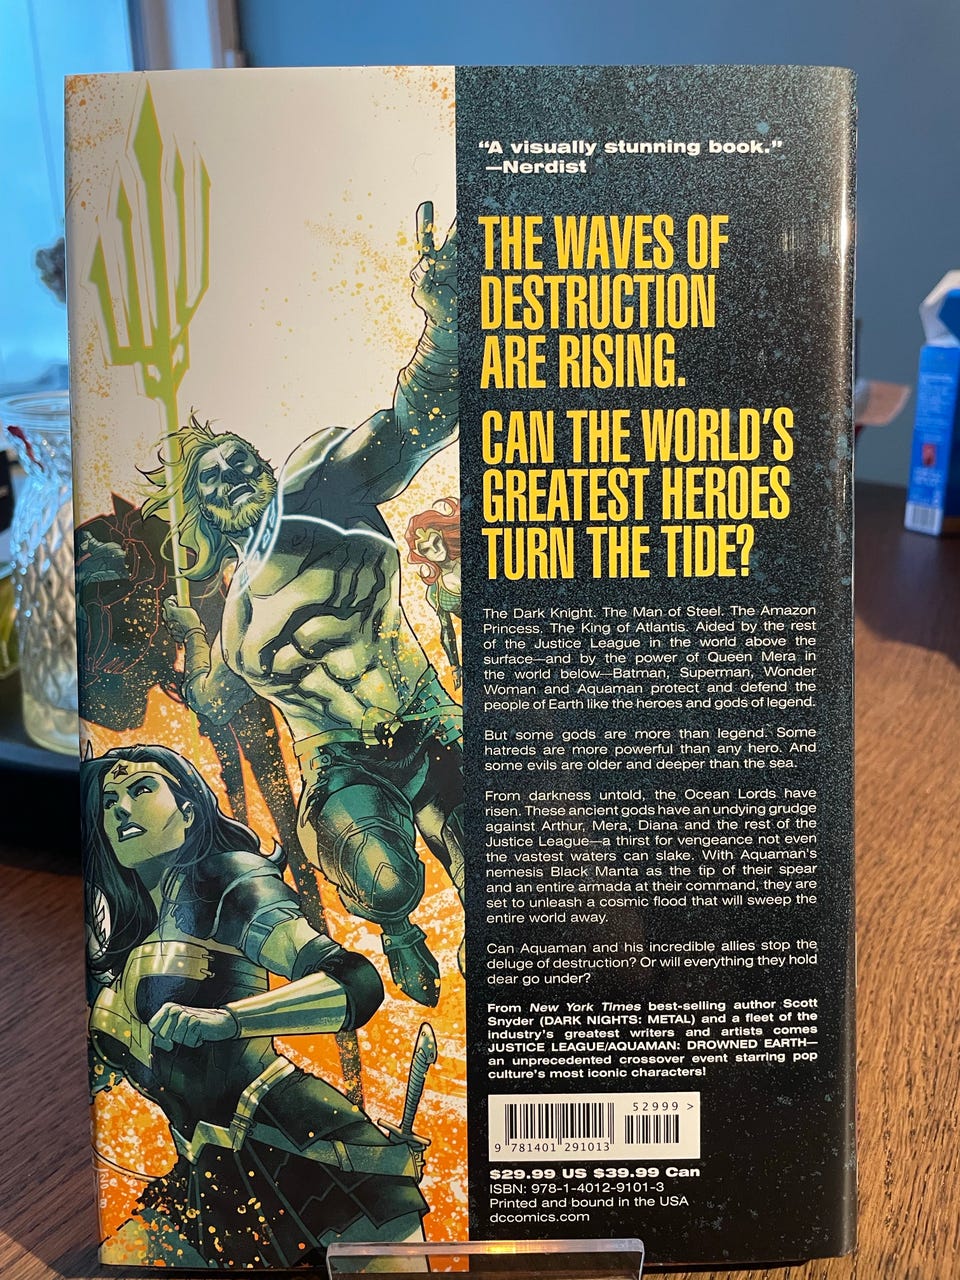 “A visually stunning book.”
—Nerdist
THE WAVES OF
DESTRUCTION
ARE RISING.
CAN THE WORLD’S
GREATEST HEROES
TURN THE TIDE?
The Dark Knight. The Man of Steel. The Amazon
Princess. The King of Atlantis. Aided by the rest
of the Justice League in the world above the
surface—and by the power of Queen Mera in
the world below—Batman, Superman, Wonder
Woman and Aquaman protect and defend the
people of Earth like the heroes and gods of legend.
But some gods are more than legend. Some
hatreds are more powerful than any hero. And
some evils are older and deeper than the sea.
From darkness untold, the Ocean Lords have
risen. These ancient gods have an undying grudge
against Arthur, Mera, Diana and the rest of the
Justice League—a thirst for vengeance not even
the vastest waters can slake. With Aquaman’s
nemesis Black Manta as the tip of their spear
and an entire armada at their command, they are
set to unleash a cosmic flood that will sweep the
entire world away.
Can Aquaman and his incredible allies stop the
deluge of destruction? Or will everything they hold
dear go under?
From New York Times best-selling author Scott
Snyder (DARK NIGHTS: METAL) and a fleet of the
industry’s greatest writers and artists comes
JUSTICE LEAGUE/AQUAMAN: DROWNED EARTH—
an unprecedented crossover event starring pop
culture’s most iconic characters!
52999 >
9 781401 291013
$29.99 US $39.99 Can
ISBN: 978-1-4012-9101-3
Printed and bound in the USA
dccomics.com